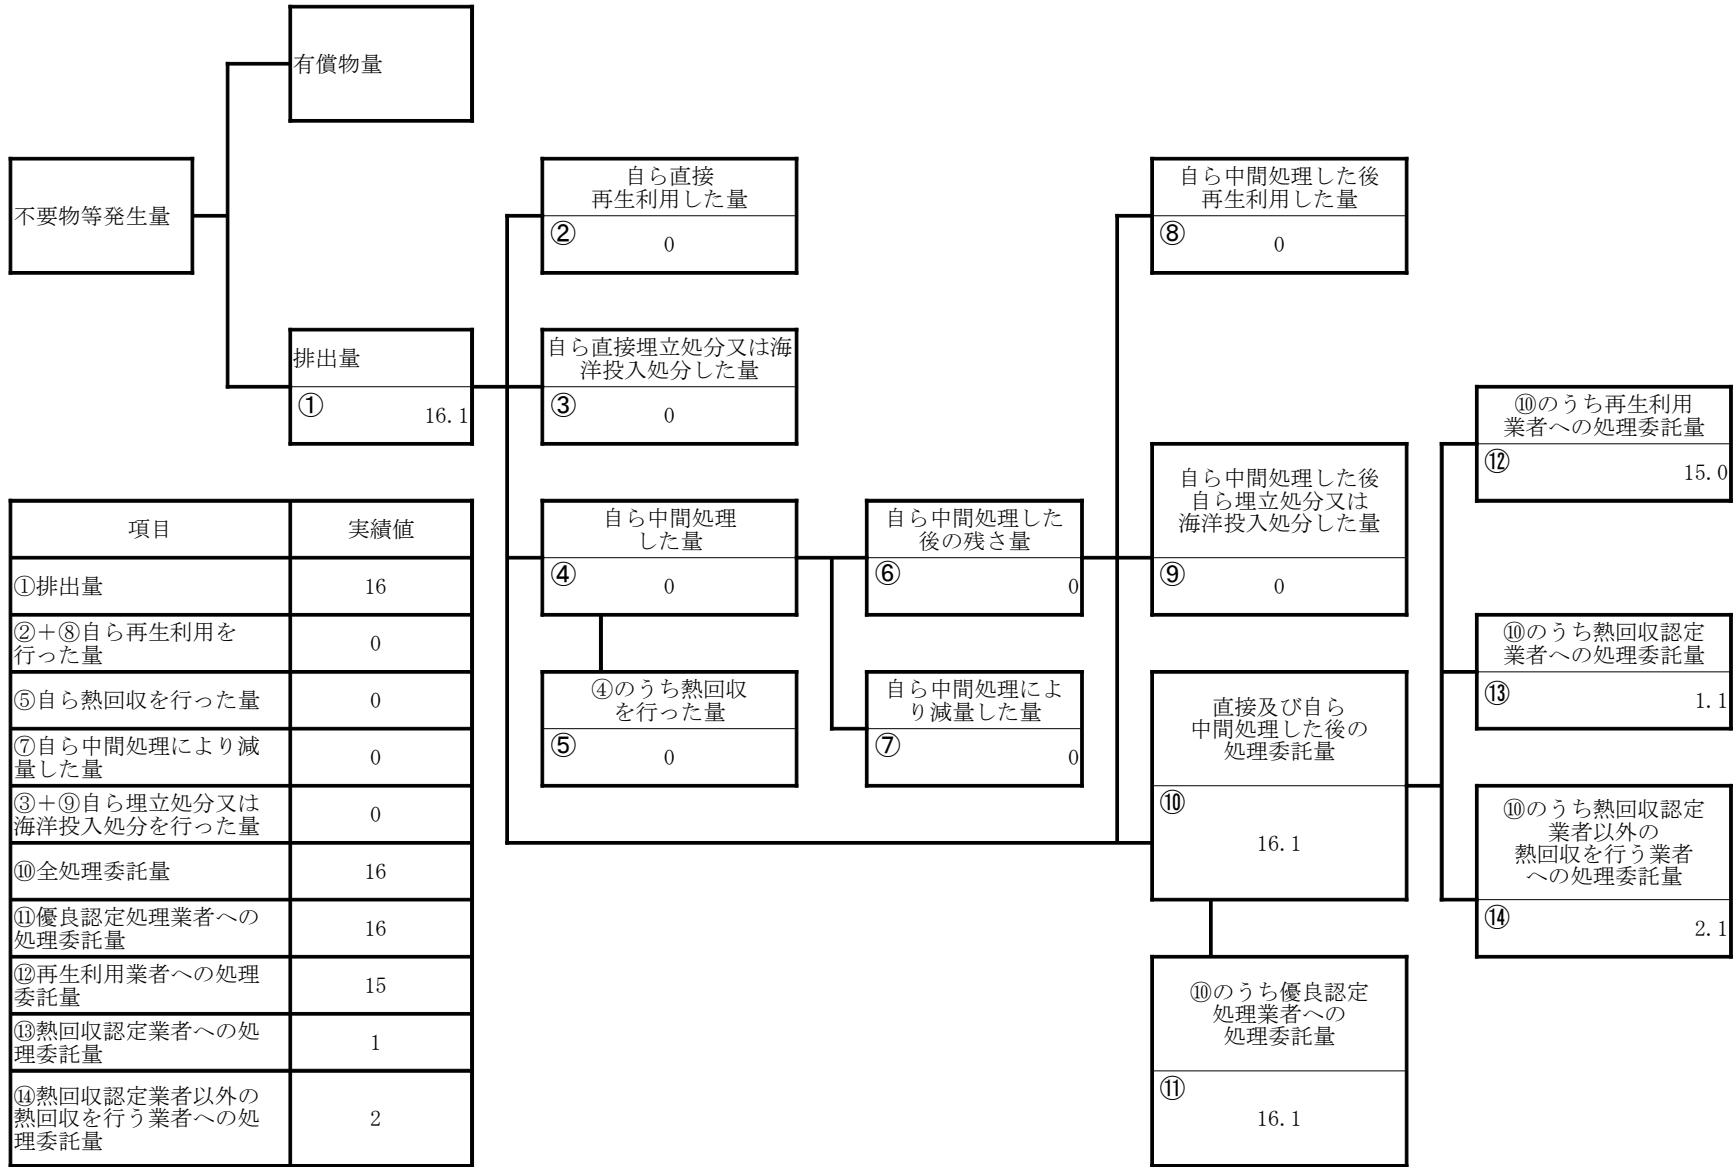 有償物量
不要物等発生量
自ら直接
再生利用した量
②
0
自ら中間処理した後
再生利用した量
⑧
0
排出量
①
16.1
自ら直接埋立処分又は海
洋投入処分した量
③
0
⑩のうち再生利用
業者への処理委託量
⑫
15.0
自ら中間処理した後
自ら埋立処分又は
海洋投入処分した量
⑨
0
自ら中間処理
した量
④
0
自ら中間処理した
後の残さ量
⑥
0
⑩のうち熱回収認定
業者への処理委託量
⑬
1.1
④のうち熱回収
を行った量
⑤
0
自ら中間処理によ
り減量した量
⑦
0
直接及び自ら
中間処理した後の
処理委託量
⑩
16.1
⑩のうち熱回収認定
業者以外の
熱回収を行う業者
への処理委託量
⑭
2.1
⑩のうち優良認定
処理業者への
処理委託量
⑪
16.1
項目 実績値
①排出量 16
②＋⑧自ら再生利用を
行った量 0
⑤自ら熱回収を行った量 0
⑦自ら中間処理により減
量した量 0
③＋⑨自ら埋立処分又は
海洋投入処分を行った量 0
⑩全処理委託量 16
⑪優良認定処理業者への
処理委託量 16
⑫再生利用業者への処理
委託量 15
⑬熱回収認定業者への処
理委託量 1
⑭熱回収認定業者以外の
熱回収を行う業者への処
理委託量 2